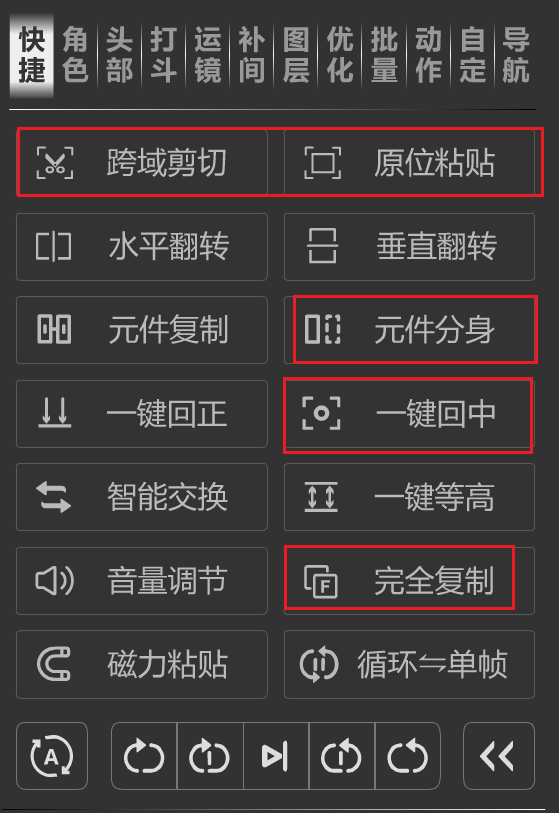 快捷 角色 头部 打斗 运镜 补间 图层 优化 批量 动作 自定 导航
跨域剪切 原位粘贴
水平翻转 垂直翻转
元件复制 元件分身
一键回正 一键回中
智能交换 一键等高
音量调节 F 完全复制
磁力粘贴 循环⇌单帧
A 1 1